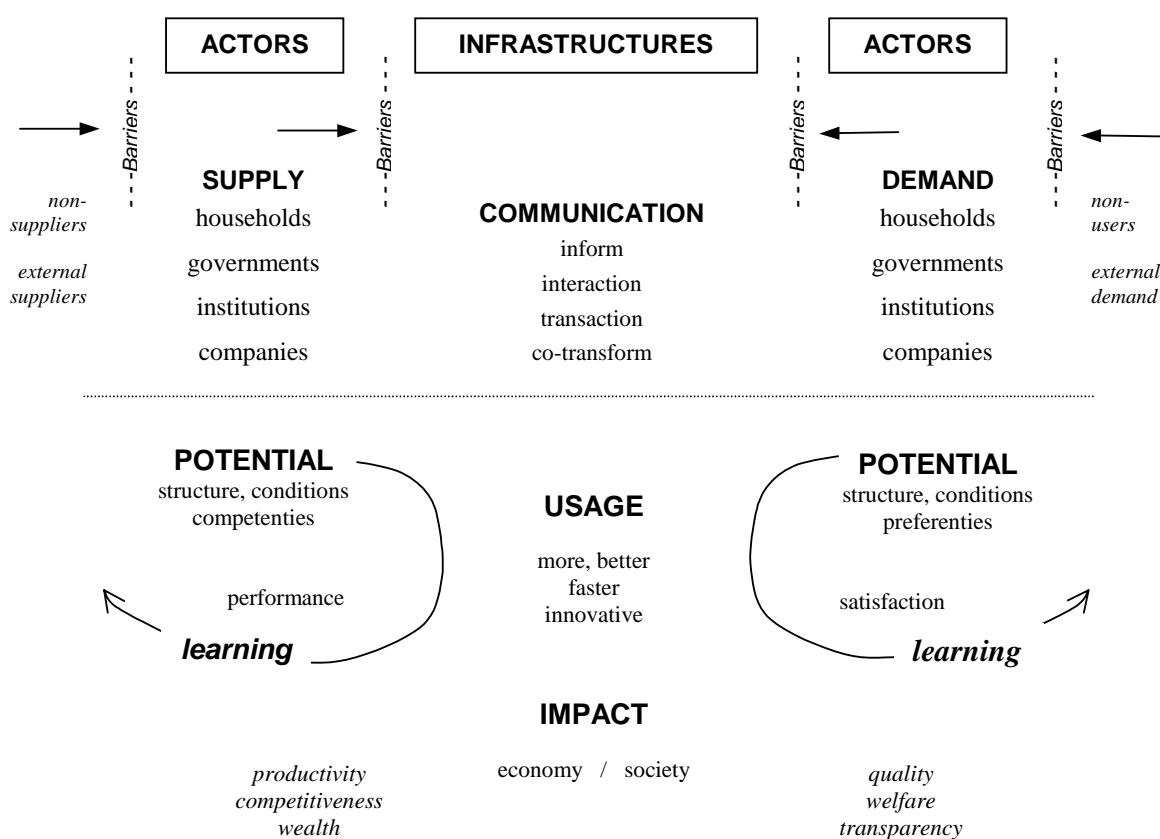 ACTORS
INFRASTRUCTURES
ACTORS
Barriers
Barriers
Barriers
Barriers
non-
suppliers
external
suppliers
SUPPLY
households
governments
institutions
companies
COMMUNICATION
inform
interaction
transaction
co-transform
DEMAND
households
governments
institutions
companies
non-
users
external
demand
POTENTIAL
structure, conditions
competenties
performance
learning
USAGE
more, better
faster
innovative
POTENTIAL
structure, conditions
preferenties
satisfaction
learning
IMPACT
economy / society
productivity
competitiveness
wealth
quality
welfare
transparency